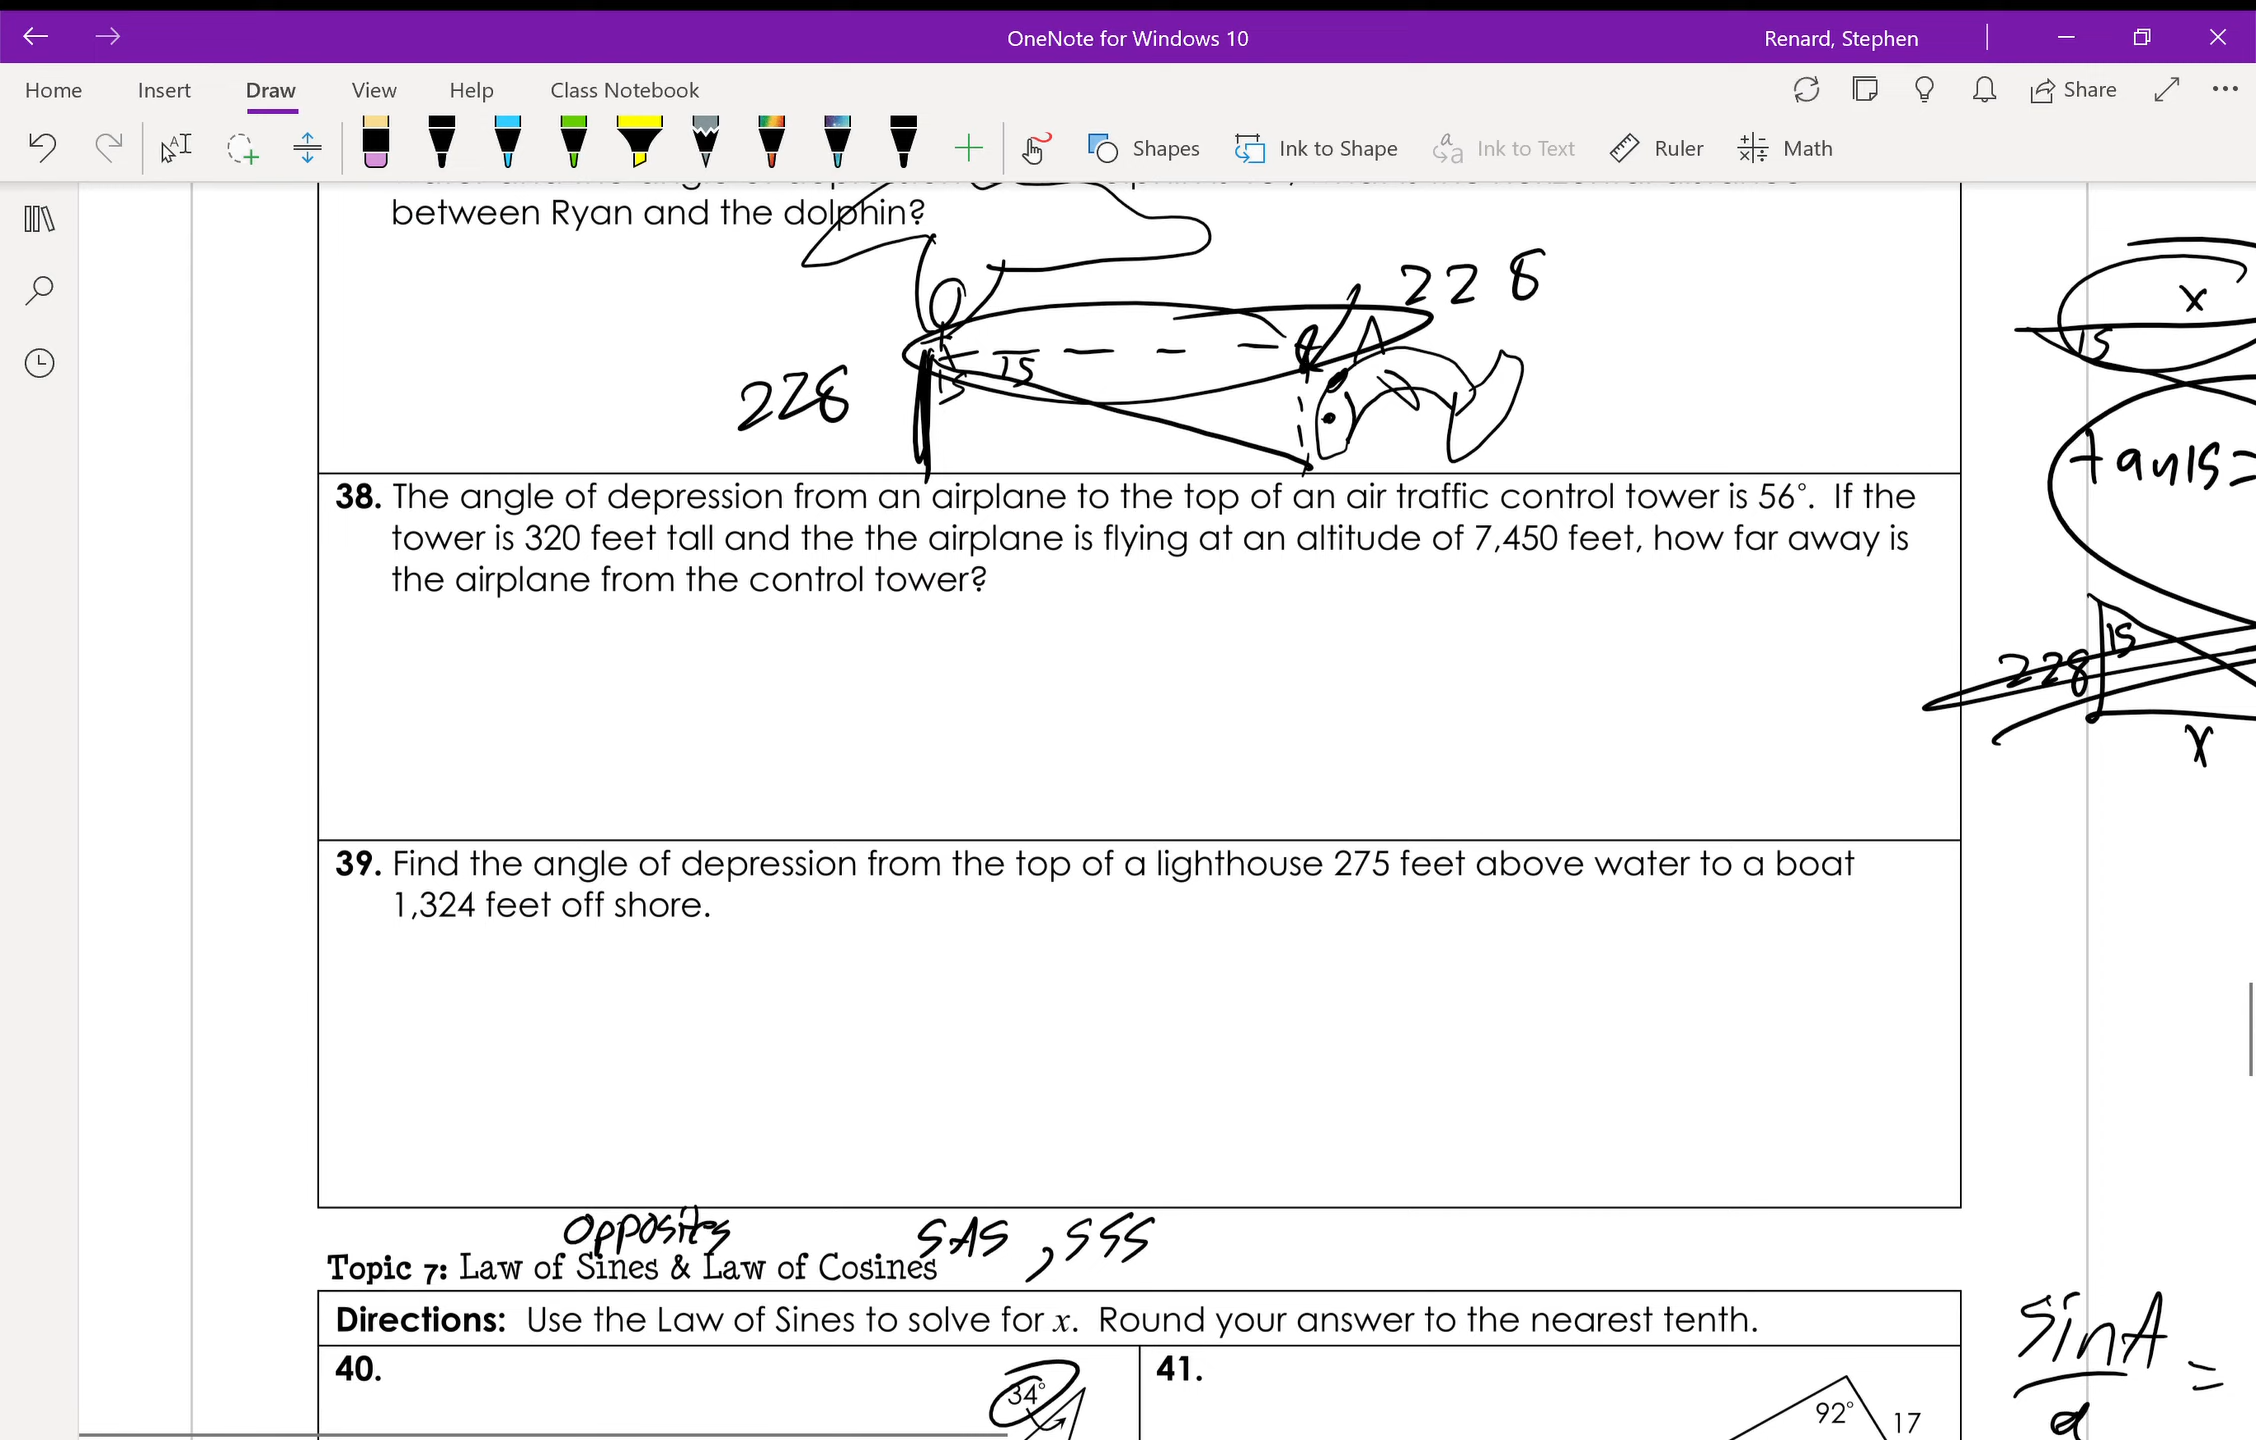 OneNote for Windows 10
Renard, Stephen
Home Insert Draw View Help Class Notebook
Share
Shapes Ink to Shape Ink to Text Ruler Math
between Ryan and the dolphin?
228
228
15
15
x
15
tan15=
38. The angle of depression from an airplane to the top of an air traffic control tower is 56°. If the
tower is 320 feet tall and the the airplane is flying at an altitude of 7,450 feet, how far away is
the airplane from the control tower?
15
228
x
39. Find the angle of depression from the top of a lighthouse 275 feet above water to a boat
1,324 feet off shore.
opposites SAS, SSS
Topic 7: Law of Sines & Law of Cosines
Directions: Use the Law of Sines to solve for x. Round your answer to the nearest tenth.
sinA =
a
40.
34°
41.
92°
17